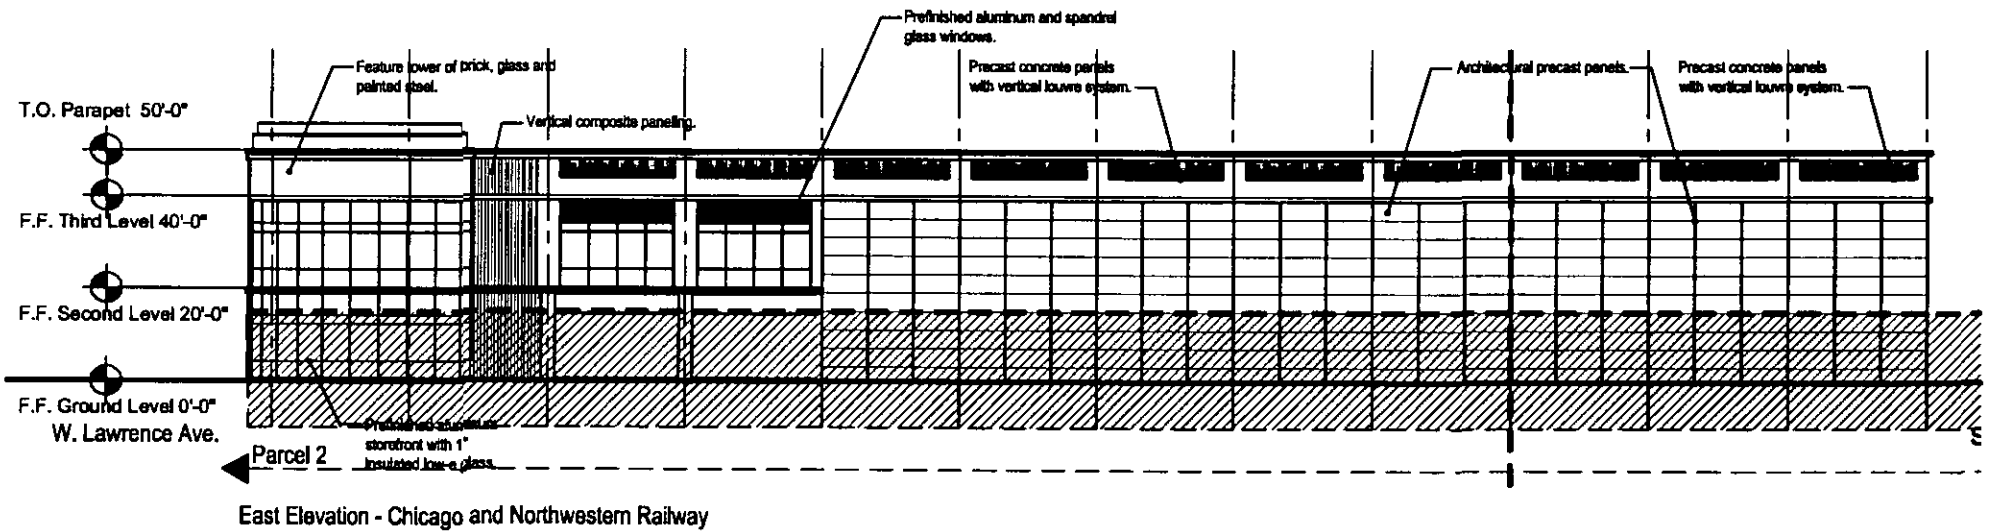 Prefinished aluminum and spandrel
glass windows.
Feature tower of brick, glass and
painted steel.
Precast concrete panels
with vertical louvre system.
Architectural precast panels.
Precast concrete panels
with vertical louvre system.
T.O. Parapet 50'-0"
Vertical composite paneling.
F.F. Third Level 40'-0"
F.F. Second Level 20'-0"
F.F. Ground Level 0'-0"
W. Lawrence Ave.
Prefinished aluminum
storefront with 1"
insulated low-e glass.
S
Parcel 2
East Elevation - Chicago and Northwestern Railway